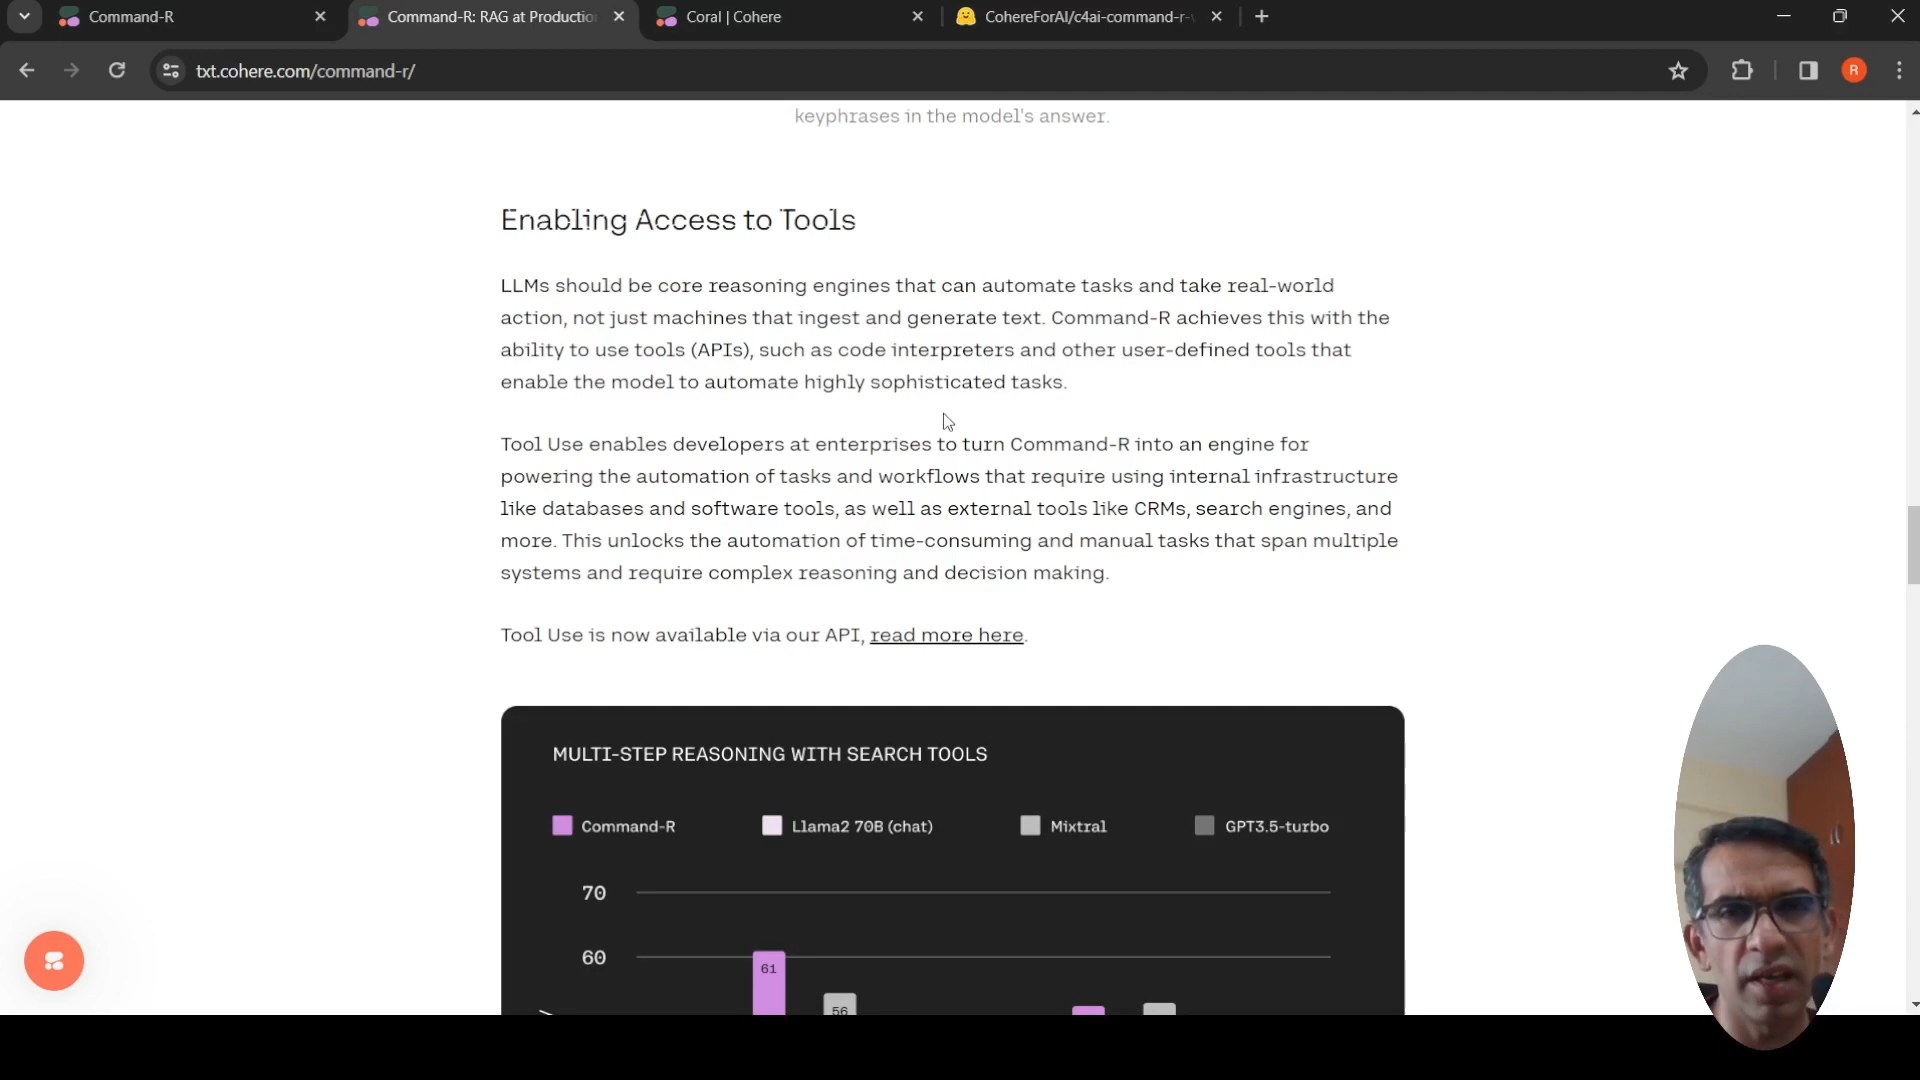 Command-R
Command-R: RAG at Productio
Coral | Cohere
CohereForAI/c4ai-command-r-
txt.cohere.com/command-r/
R
keyphrases in the model's answer.
Enabling Access to Tools
LLMs should be core reasoning engines that can automate tasks and take real-world
action, not just machines that ingest and generate text. Command-R achieves this with the
ability to use tools (APIs), such as code interpreters and other user-defined tools that
enable the model to automate highly sophisticated tasks.
Tool Use enables developers at enterprises to turn Command-R into an engine for
powering the automation of tasks and workflows that require using internal infrastructure
like databases and software tools, as well as external tools like CRMs, search engines, and
more. This unlocks the automation of time-consuming and manual tasks that span multiple
systems and require complex reasoning and decision making.
Tool Use is now available via our API, read more here.
MULTI-STEP REASONING WITH SEARCH TOOLS
Command-R Llama2 70B (chat) Mixtral GPT3.5-turbo
70
60
61
56